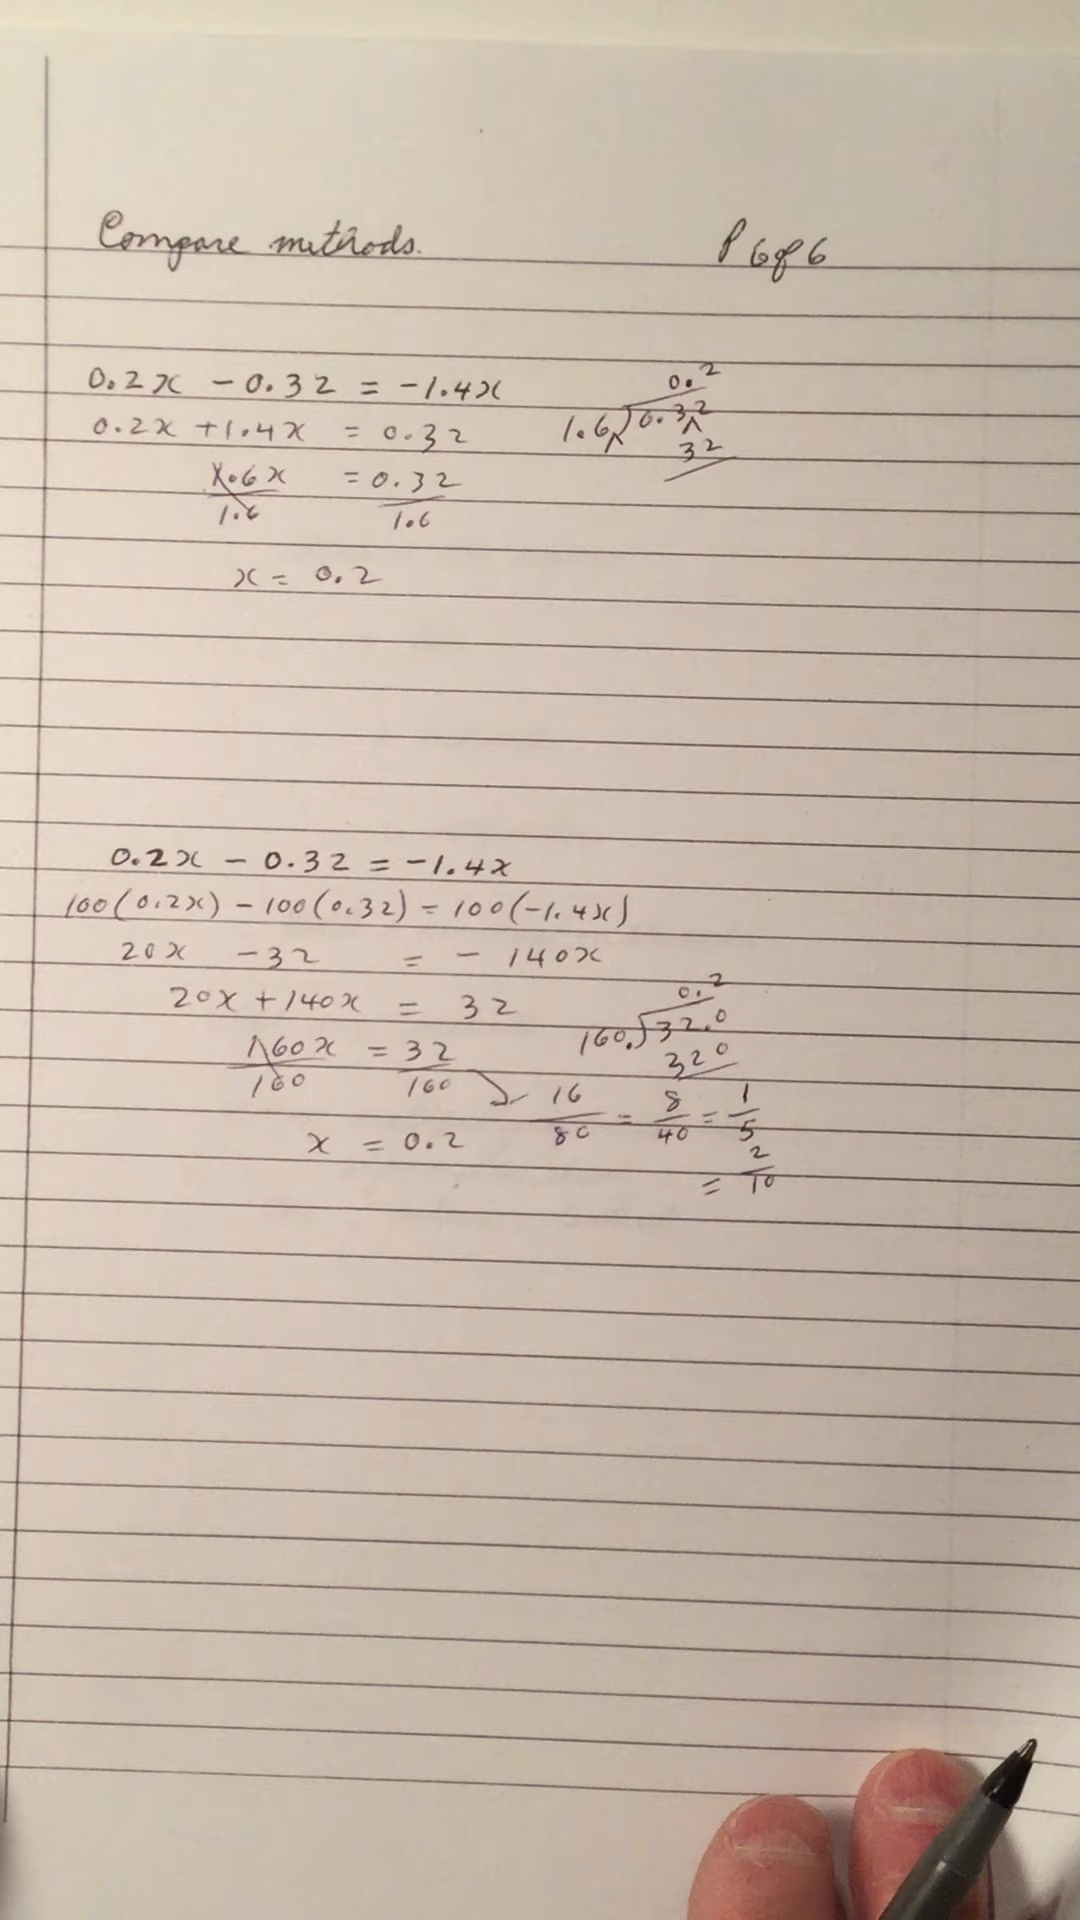 Compare methods.
P 6 of 6
0.2x - 0.32 = -1.4x
0.2x + 1.4x = 0.32
1.6x = 0.32
1.6 1.6
x = 0.2
0.2
1.6 ) 0.32
32
0.2x - 0.32 = -1.4x
100(0.2x) - 100(0.32) = 100(-1.4x)
20x - 32 = - 140x
20x + 140x = 32
160x = 32
160 160
x = 0.2
0.2
160. ) 32.0
32 0
16 / 80 = 8 / 40 = 1 / 5
= 2 / 10